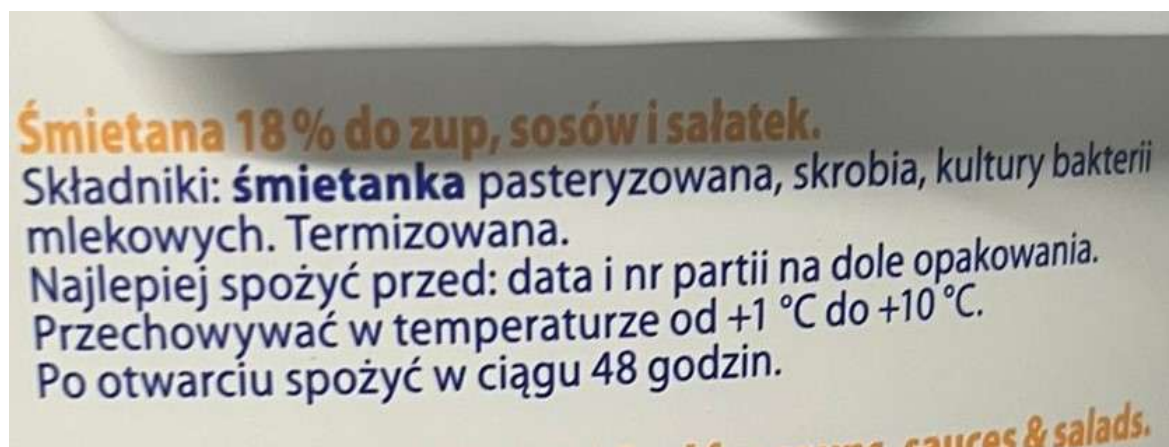 Śmietana 18% do zup, sosów i sałatek.
Składniki: śmietanka pasteryzowana, skrobia, kultury bakterii
mlekowych. Termizowana.
Najlepiej spożyć przed: data i nr partii na dole opakowania.
Przechowywać w temperaturze od +1 °C do +10 °C.
Po otwarciu spożyć w ciągu 48 godzin.
sauces & salads.